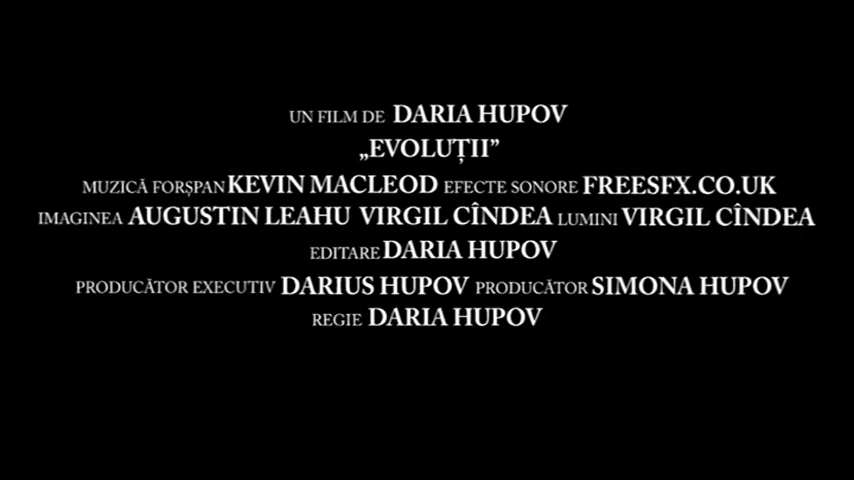 UN FILM DE DARIA HUPOV
„EVOLUȚII”
MUZICĂ FORȘPAN KEVIN MACLEOD EFECTE SONORE FREESFX.CO.UK
IMAGINEA AUGUSTIN LEAHU VIRGIL CÎNDEA LUMINI VIRGIL CÎNDEA
EDITARE DARIA HUPOV
PRODUCĂTOR EXECUTIV DARIUS HUPOV PRODUCĂTOR SIMONA HUPOV
REGIE DARIA HUPOV